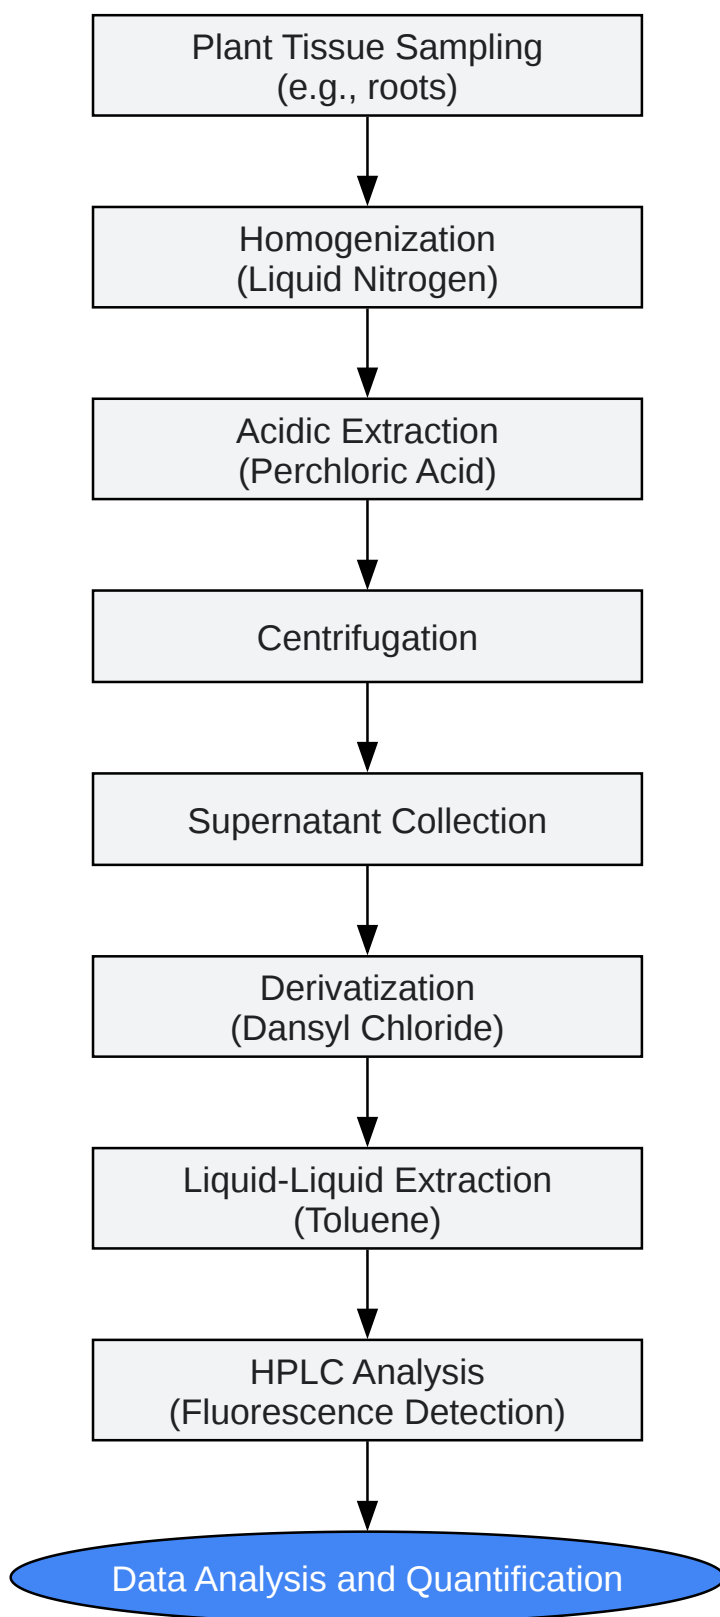 Plant Tissue Sampling
(e.g., roots)
Homogenization
(Liquid Nitrogen)
Acidic Extraction
(Perchloric Acid)
Centrifugation
Supernatant Collection
Derivatization
(Dansyl Chloride)
Liquid-Liquid Extraction
(Toluene)
HPLC Analysis
(Fluorescence Detection)
Data Analysis and Quantification